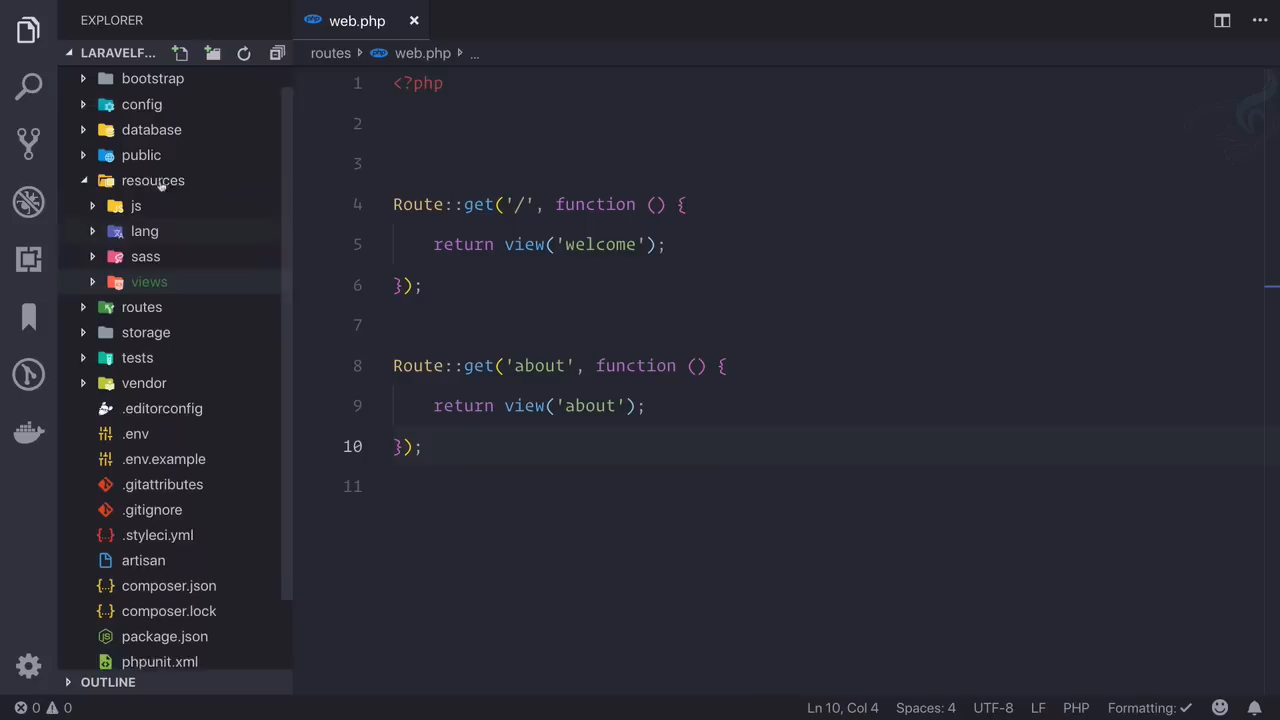 EXPLORER
LARAVELF...
bootstrap
config
database
public
resources
js
lang
sass
views
routes
storage
tests
vendor
.editorconfig
.env
.env.example
.gitattributes
.gitignore
.styleci.yml
artisan
composer.json
composer.lock
package.json
phpunit.xml
OUTLINE
php web.php ×
routes php web.php ...
1 <?php
2
3
4 Route::get('/', function () {
5 return view('welcome');
6 });
7
8 Route::get('about', function () {
9 return view('about');
10 });
11
0 0 Ln 10, Col 4 Spaces: 4 UTF-8 LF PHP Formatting: ✓